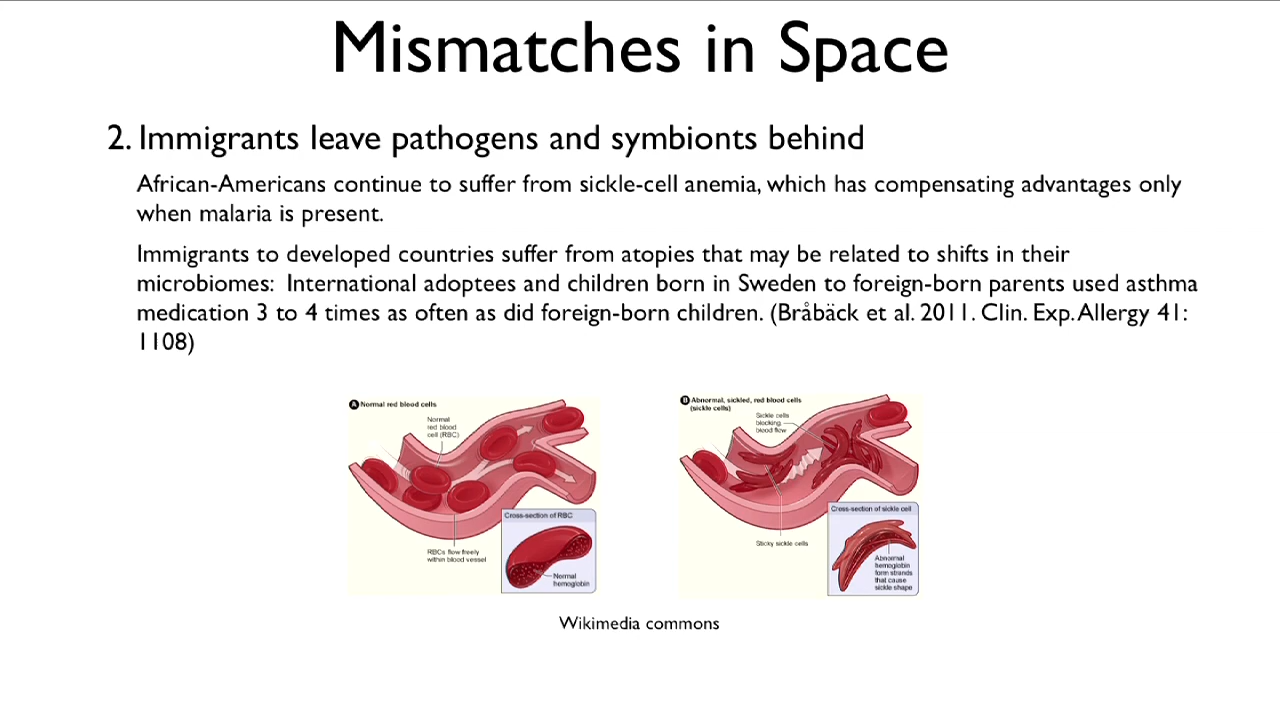 Mismatches in Space
2. Immigrants leave pathogens and symbionts behind
African-Americans continue to suffer from sickle-cell anemia, which has compensating advantages only
when malaria is present.
Immigrants to developed countries suffer from atopies that may be related to shifts in their
microbiomes: International adoptees and children born in Sweden to foreign-born parents used asthma
medication 3 to 4 times as often as did foreign-born children. (Bråbäck et al. 2011. Clin. Exp. Allergy 41:
1108)
A Normal red blood cells
Normal
red blood
cell (RBC)
RBCs flow freely
within blood vessel
Cross-section of RBC
Normal
hemoglobin
B Abnormal, sickled, red blood cells
(sickle cells)
Sickle cells
blocking
blood flow
Sticky sickle cells
Cross-section of sickle cell
Abnormal
hemoglobin
form strands
that cause
sickle shape
Wikimedia commons